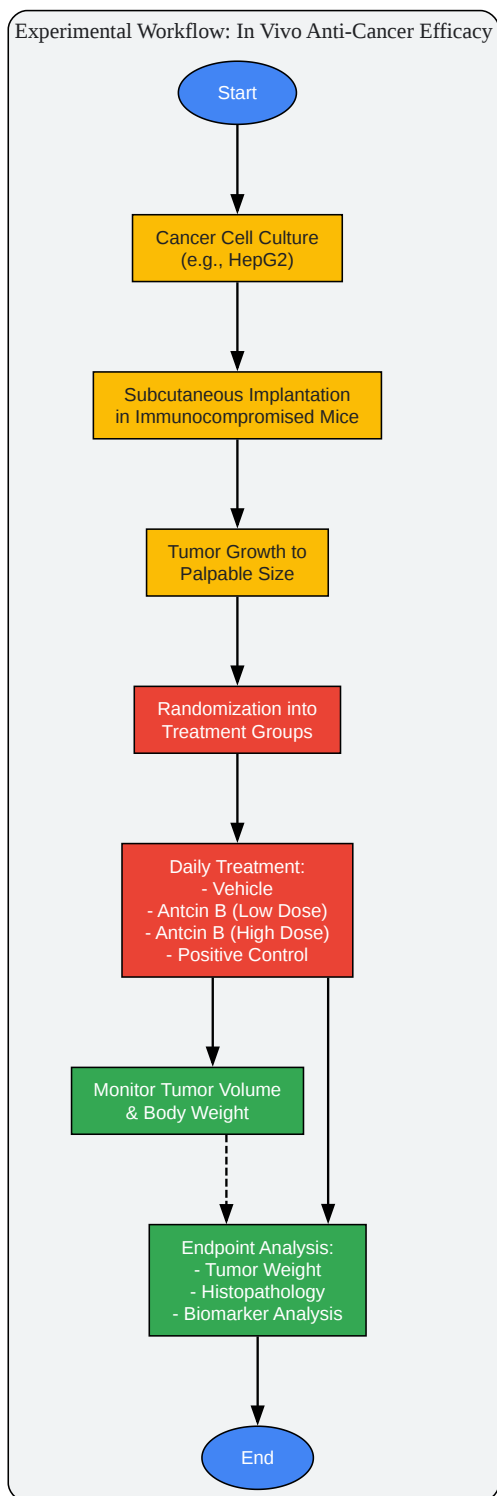 Experimental Workflow: In Vivo Anti-Cancer Efficacy
Start
Cancer Cell Culture
(e.g., HepG2)
Subcutaneous Implantation
in Immunocompromised Mice
Tumor Growth to
Palpable Size
Randomization into
Treatment Groups
Daily Treatment:
- Vehicle
- Antcin B (Low Dose)
- Antcin B (High Dose)
- Positive Control
Monitor Tumor Volume
& Body Weight
Endpoint Analysis:
- Tumor Weight
- Histopathology
- Biomarker Analysis
End